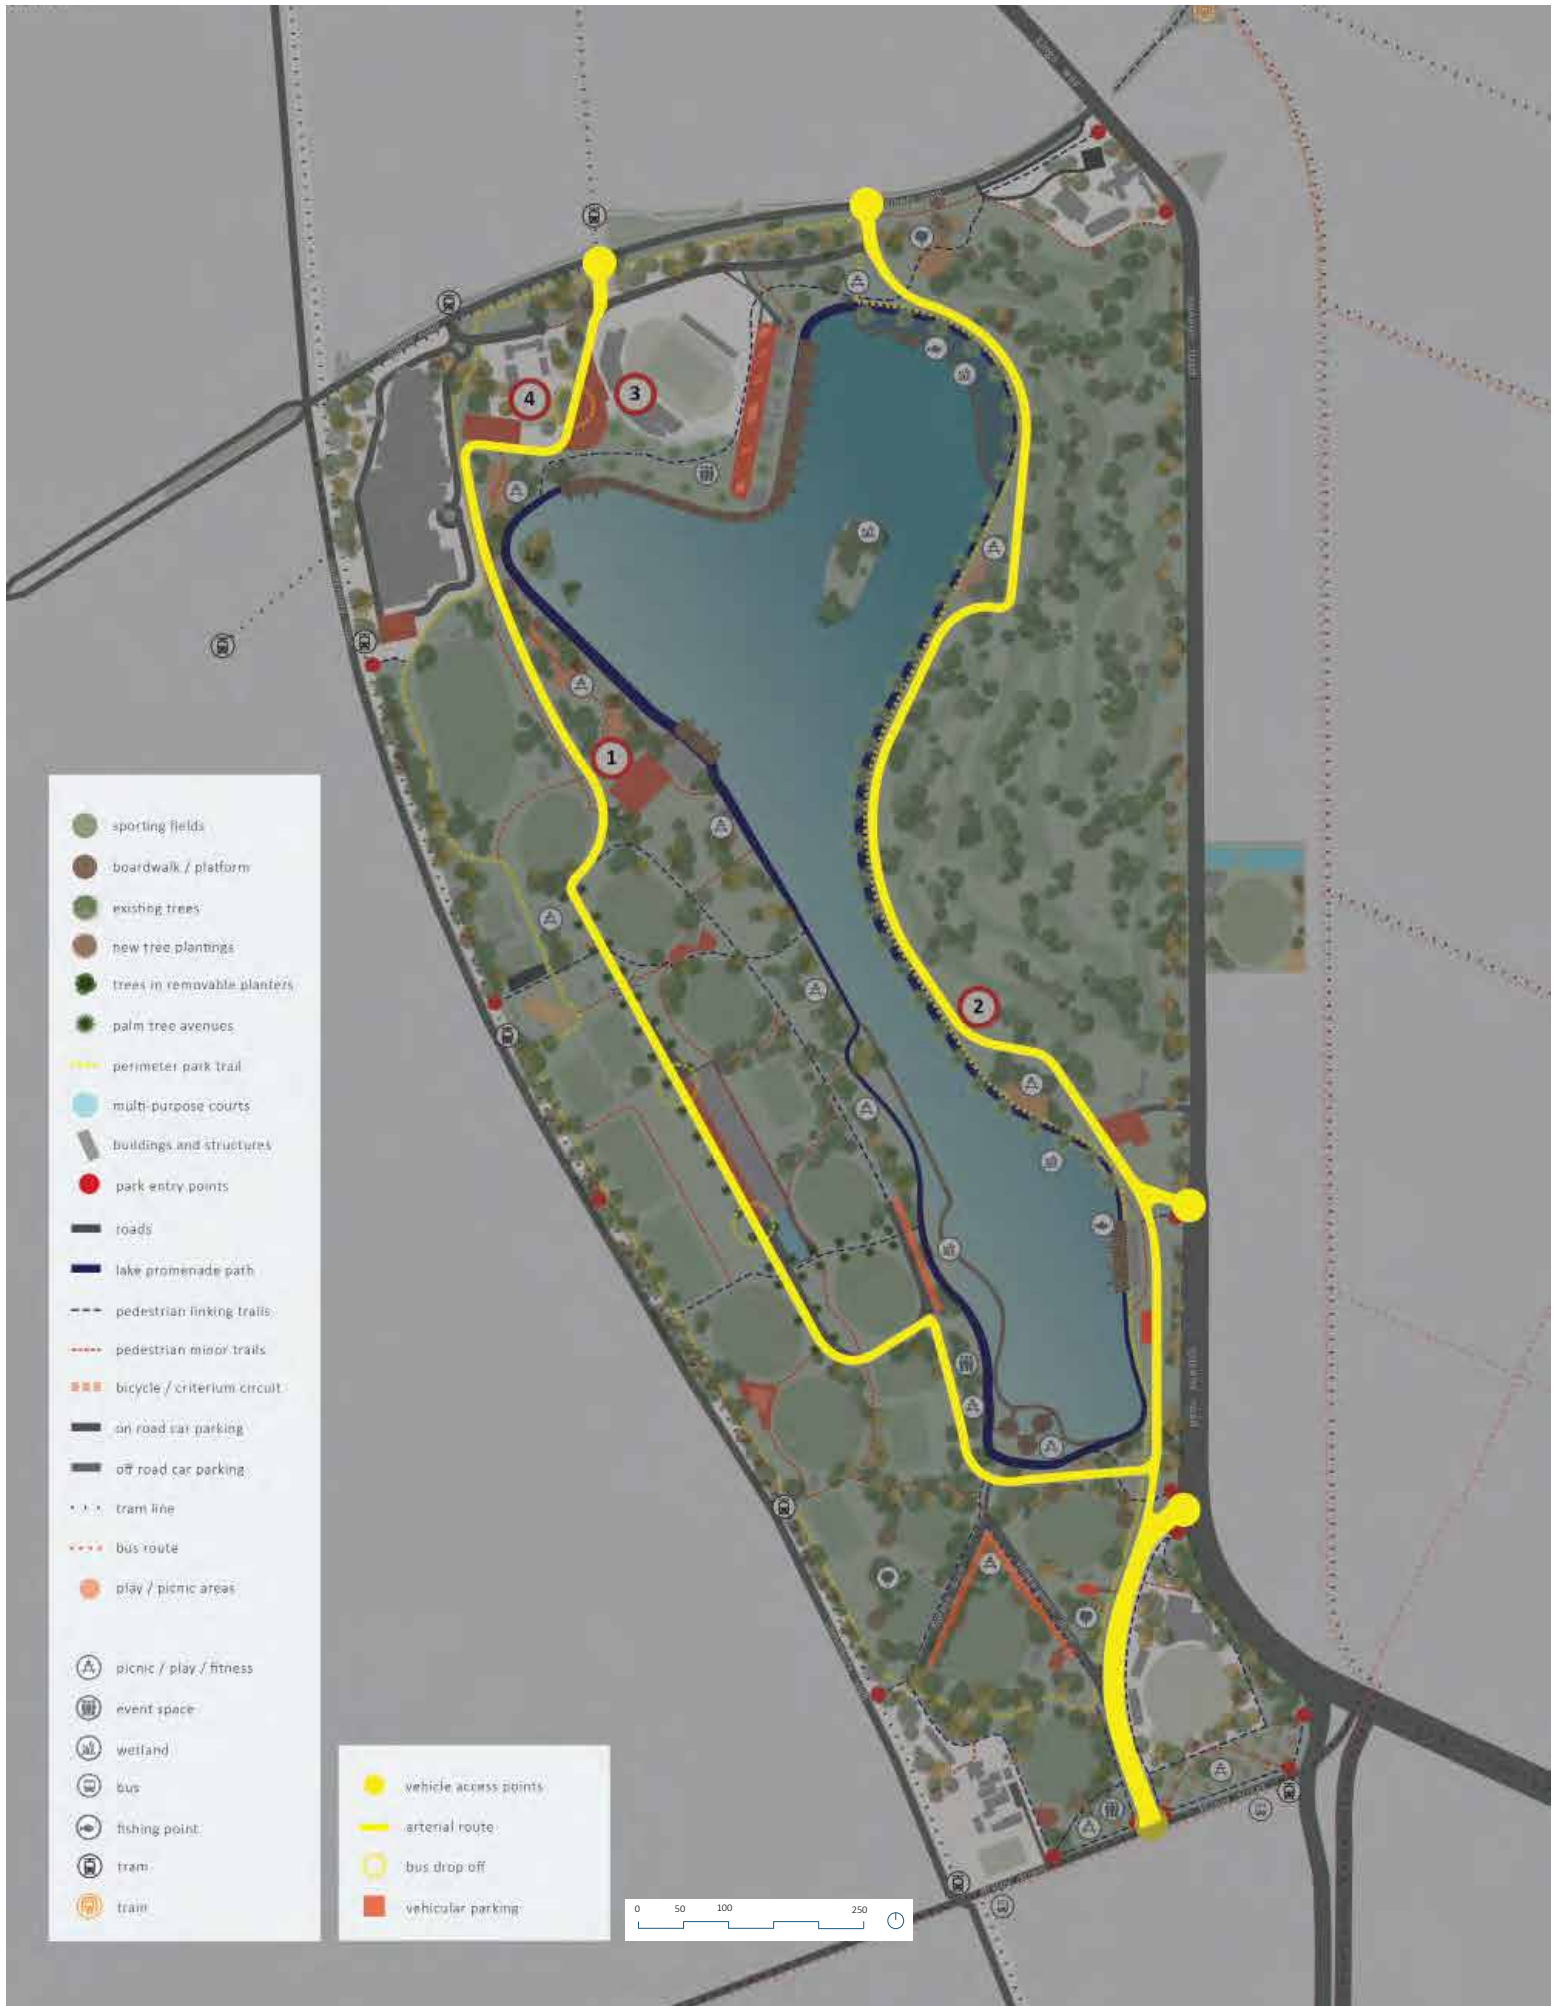 4
3
1
2
sporting fields
boardwalk / platform
existing trees
new tree plantings
trees in removable planters
palm tree avenues
perimeter park trail
multi-purpose courts
buildings and structures
park entry points
roads
lake promenade path
pedestrian linking trails
pedestrian minor trails
bicycle / criterium circuit
on road car parking
off road car parking
tram line
bus route
play / picnic areas
picnic / play / fitness
event space
wetland
bus
fishing point
tram
train
vehicle access points
arterial route
bus drop off
vehicular parking
0 50 100 250